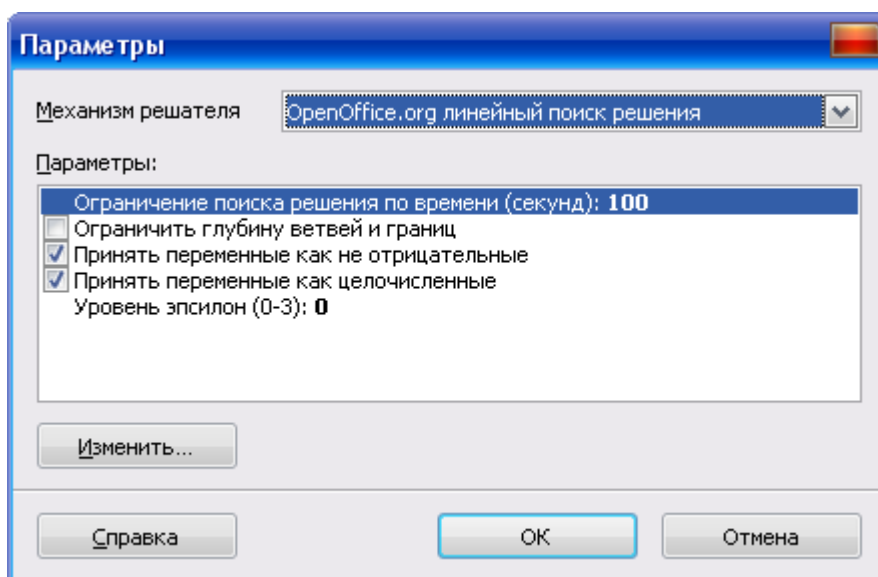 Параметры
Механизм решателя OpenOffice.org линейный поиск решения
Параметры:
Ограничение поиска решения по времени (секунд): 100
Ограничить глубину ветвей и границ
Принять переменные как не отрицательные
Принять переменные как целочисленные
Уровень эпсилон (0-3): 0
Изменить...
Справка ОК Отмена